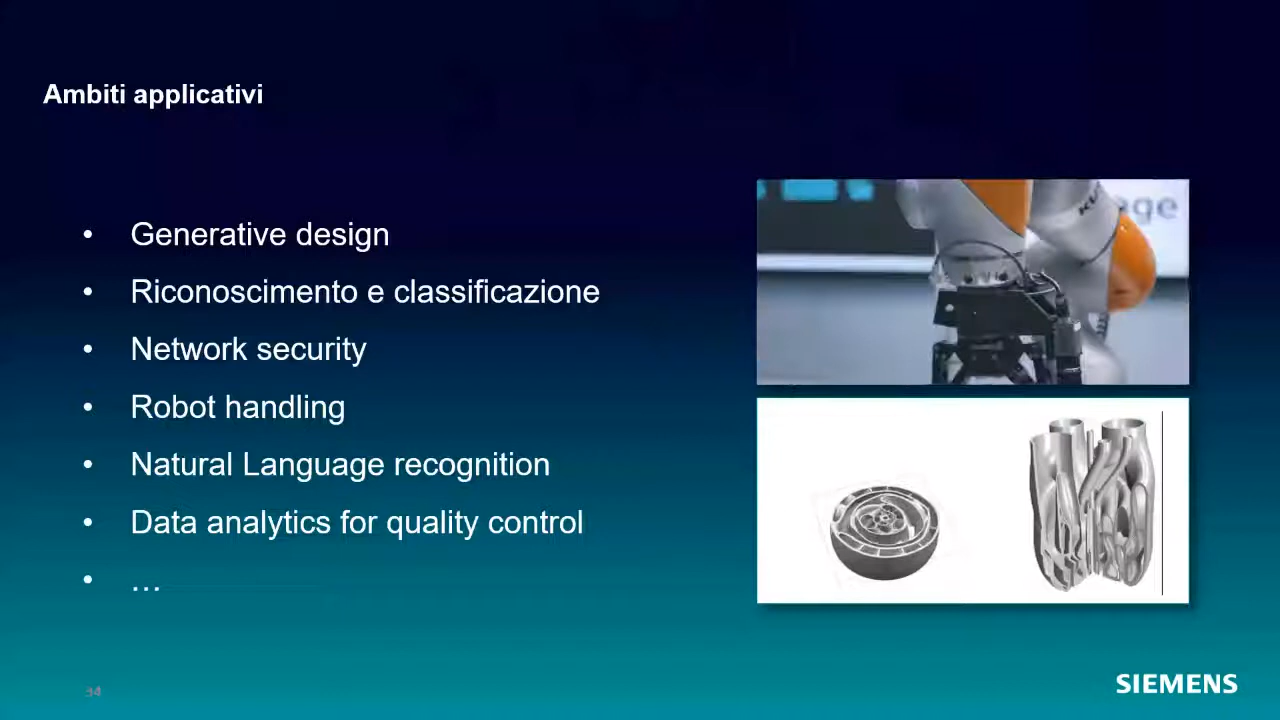 Ambiti applicativi
• Generative design
• Riconoscimento e classificazione
• Network security
• Robot handling
• Natural Language recognition
• Data analytics for quality control
• …
34
SIEMENS